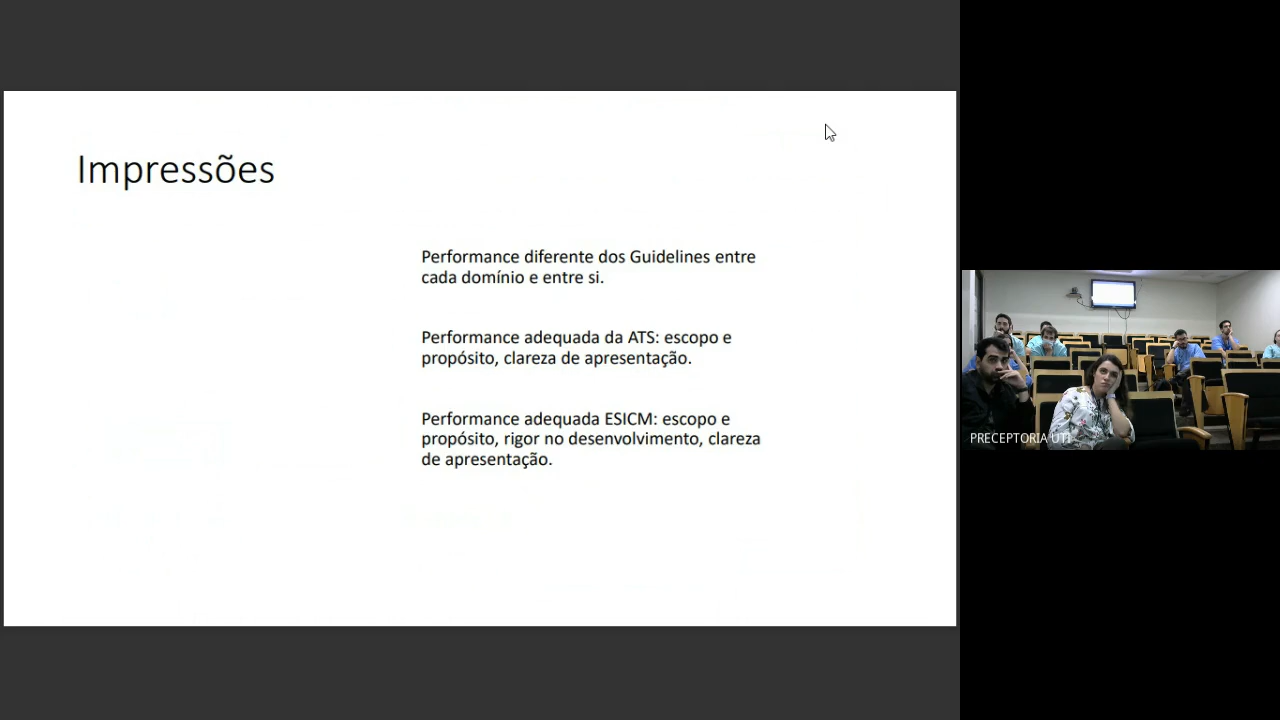 Impressões
Performance diferente dos Guidelines entre
cada domínio e entre si.
Performance adequada da ATS: escopo e
propósito, clareza de apresentação.
Performance adequada ESICM: escopo e
propósito, rigor no desenvolvimento, clareza
de apresentação.
PRECEPTORIA UTI